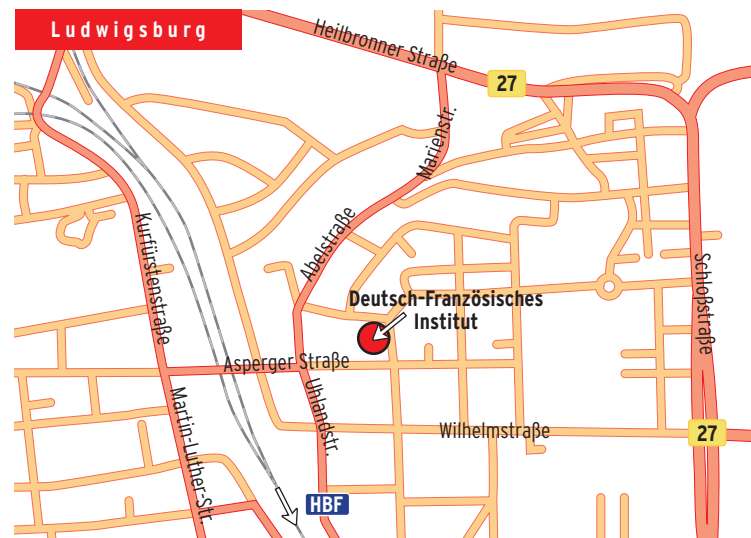 Ludwigsburg
Heilbronner Straße
27
Marienstr.
Abelstraße
Kurfürstenstraße
Schloßstraße
Deutsch-Französisches
Institut
Asperger Straße
Uhlandstr.
Martin-Luther-Str.
Wilhelmstraße
27
HBF